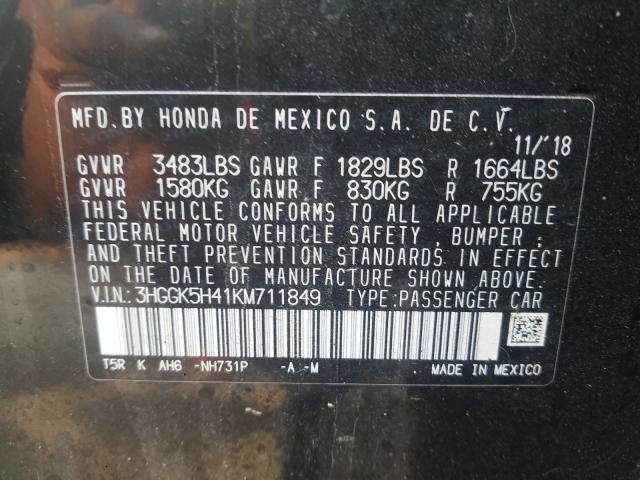 MFD. BY HONDA DE MEXICO S.A. DE C.V.
11/'18
GVWR 3483LBS GAWR F 1829LBS R 1664LBS
GVWR 1580KG GAWR F 830KG R 755KG
THIS VEHICLE CONFORMS TO ALL APPLICABLE
FEDERAL MOTOR VEHICLE SAFETY , BUMPER ,
AND THEFT PREVENTION STANDARDS IN EFFECT
ON THE DATE OF MANUFACTURE SHOWN ABOVE.
V.I.N.: 3HGGK5H41KM711849 TYPE:PASSENGER CAR
T5R K AH6 -NH731P -A -M MADE IN MEXICO